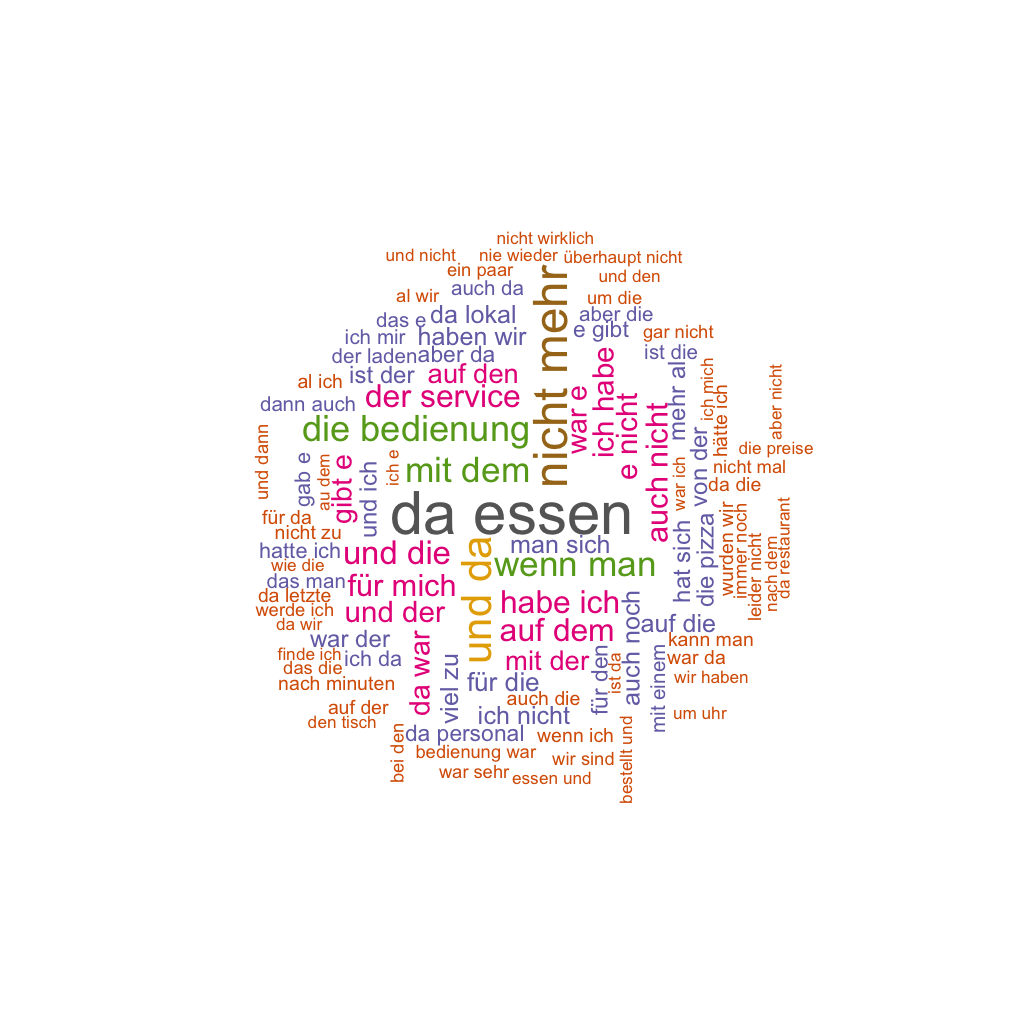 nicht wirklich
und nicht
nie wieder
überhaupt nicht
ein paar
und den
auch da
al wir
um die
das e
da lokal
aber die
nicht mehr
e gibt
ich mir
haben wir
gar nicht
der laden
aber da
ist die
al ich
ist der
auf den
war e
ich habe
mehr al
ich mich
dann auch
der service
e nicht
auch nicht
hätte ich
aber nicht
die bedienung
die preise
und dann
gab e
au dem
gibt e
und ich
ich e
mit dem
war ich
von der
nicht mal
da die
da essen
für da
nicht zu
hatte ich
und die
man sich
hat sich
die pizza
wurden wir
immer noch
leiden nicht
nach dem
da restaurant
wie die
das man
für mich
und da
wenn man
da letzte
werde ich
und der
habe ich
da wir
war der
da war
auf dem
auch noch
auf die
kann man
finde ich
ich da
das die
viel zu
mit der
für den
ist da
mit einem
war da
nach minuten
für die
wir haben
auf der
auch die
den tisch
ich nicht
um uhr
bei den
da personal
wenn ich
bedienung war
wir sind
bestellt und
war sehr
essen und